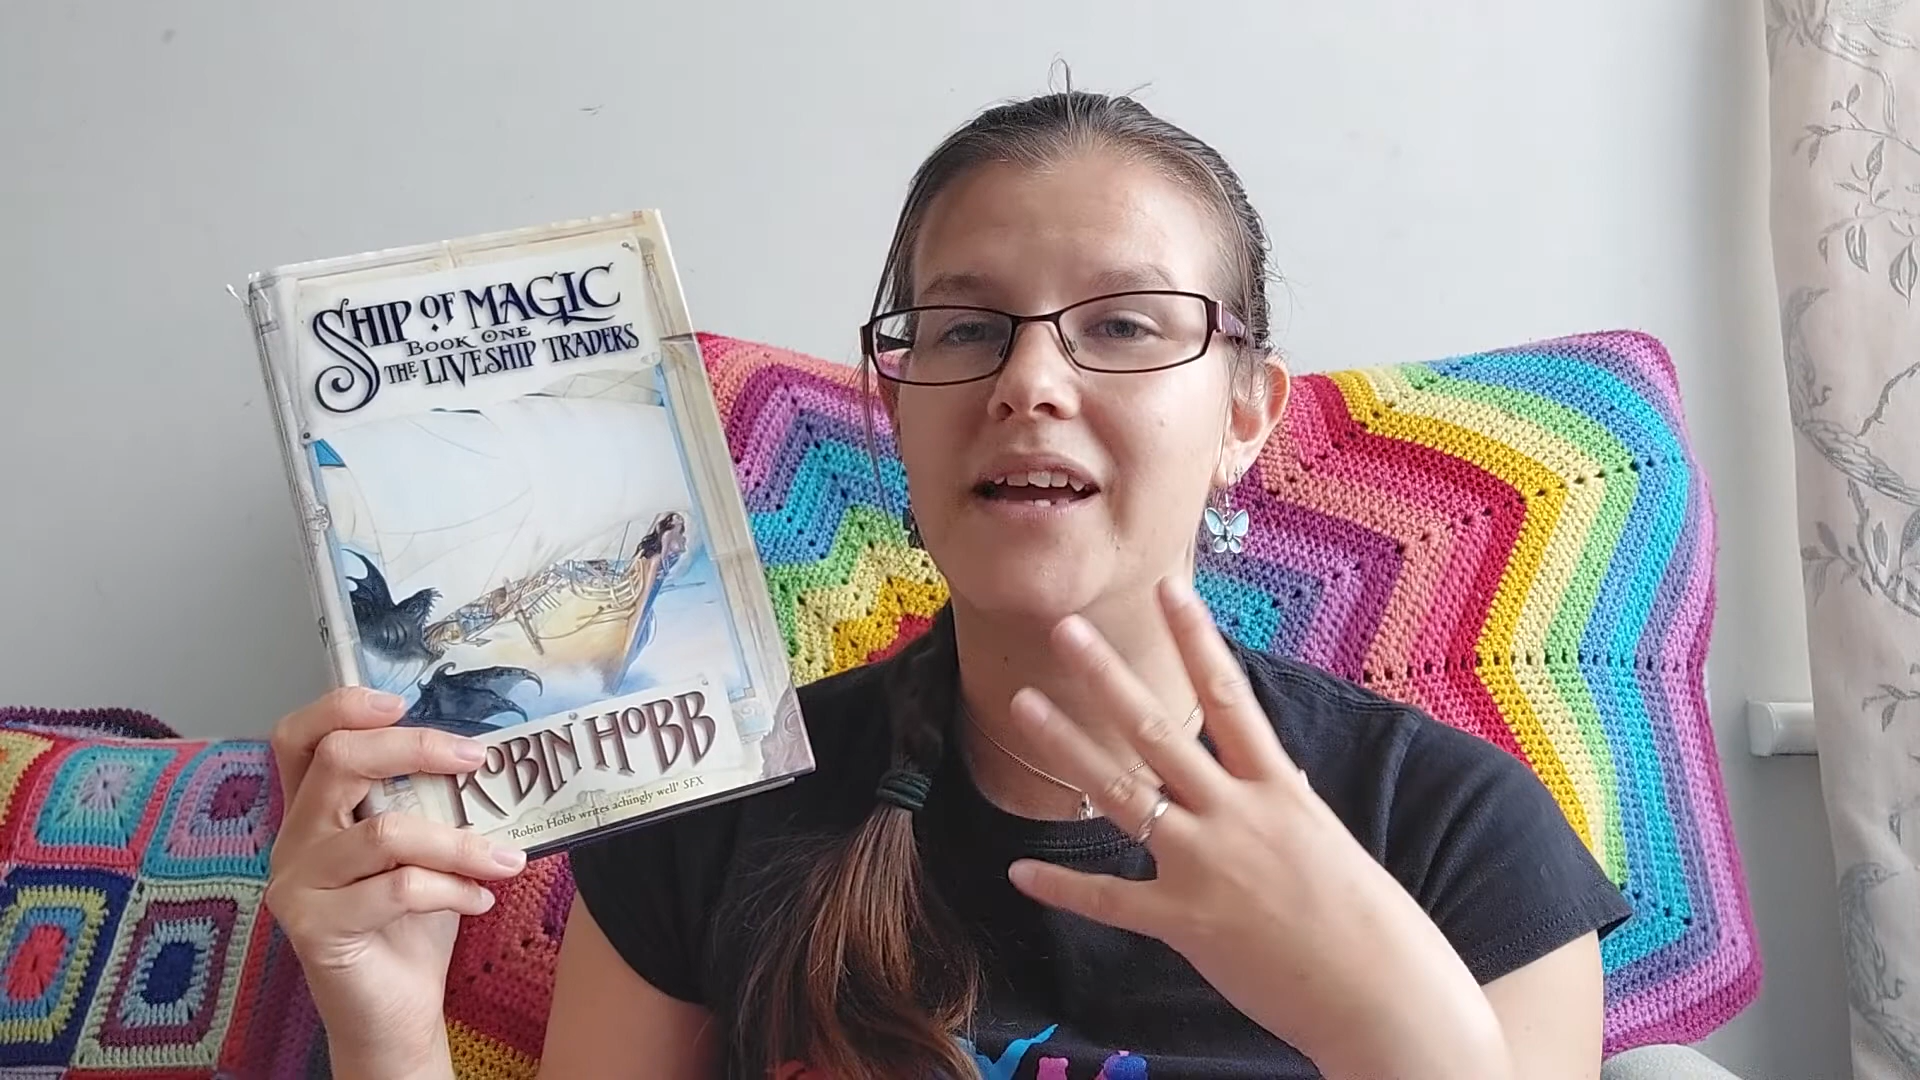 SHIP OF MAGIC
BOOK ONE
THE LIVESHIP TRADERS
ROBIN HOBB
'Robin Hobb writes achingly well' SFX